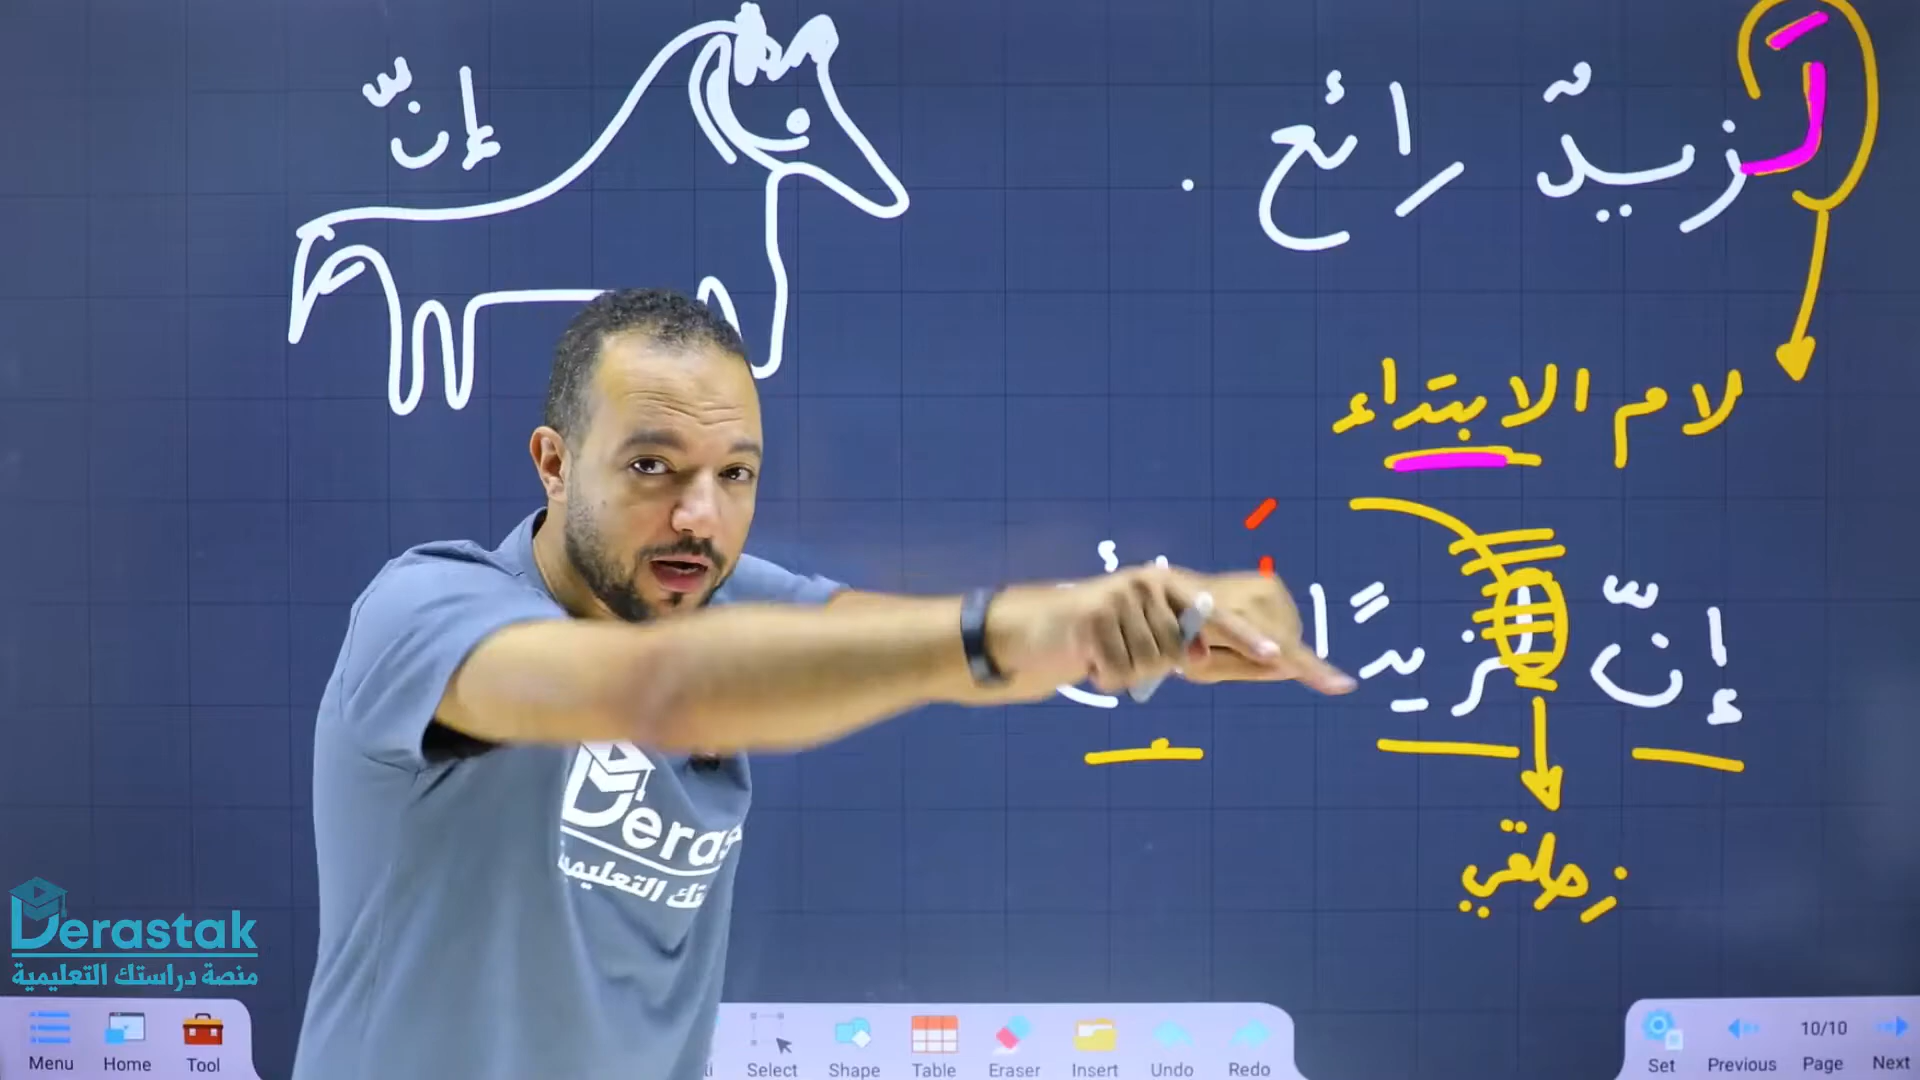 إنّ
لَزيدٌ رائع .
لام الابتداء
إنّ زيدًا
زحلقي
Derastak
منصة دراستك التعليمية
Menu
Home
Tool
Select
Shape
Table
Eraser
Insert
Undo
Redo
Set
Previous
10/10
Page
Next